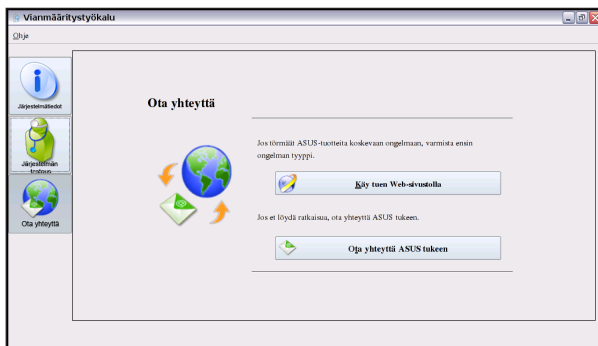 Vianmääritystyökalu
Ohje
Järjestelmätiedot
Järjestelmän
testaus
Ota yhteyttä
Ota yhteyttä
Jos törmäät ASUS-tuotteita koskevaan ongelmaan, varmista ensin
ongelman tyyppi.
Käy tuen Web-sivustolla
Jos et löydä ratkaisua, ota yhteyttä ASUS tukeen.
Ota yhteyttä ASUS tukeen